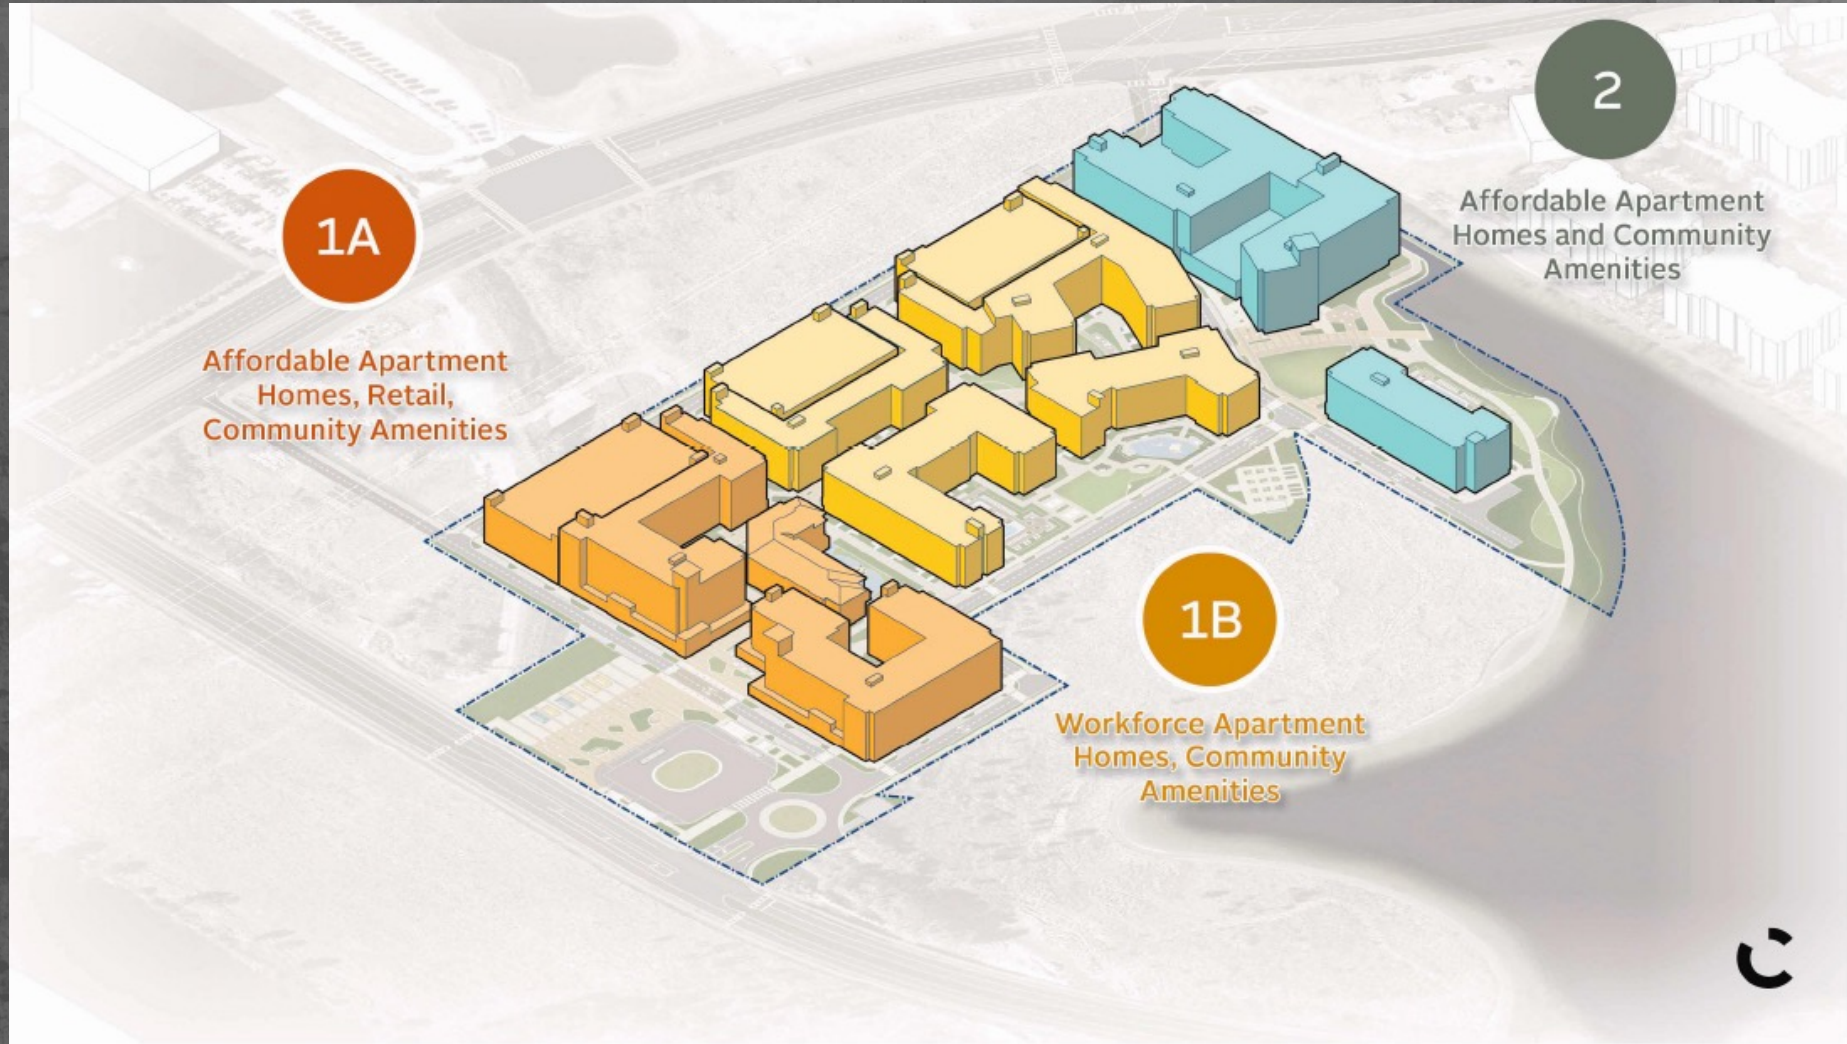 1A
Affordable Apartment
Homes, Retail,
Community Amenities
2
Affordable Apartment
Homes and Community
Amenities
1B
Workforce Apartment
Homes, Community
Amenities